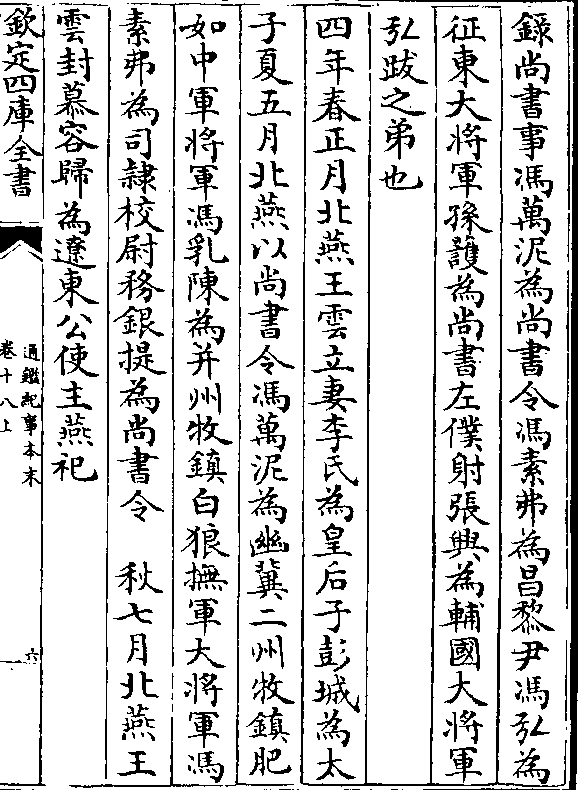 錄尚書事馮萬泥為尚書令馮素弗為昌黎尹馮弘為
征東大將軍孫護為尚書左僕射張興為輔國大將軍
弘跋之弟也
四年春正月北燕王雲立妻李氏為皇后子彭城為太
子夏五月北燕以尚書令馮萬泥為幽冀二州牧鎮肥
如中軍將軍馮乳陳為并州牧鎮白狼撫軍大將軍馮
素弗為司隸校尉務銀提為尚書令　秋七月北燕王
雲封慕容歸為遼東公使主燕祀
欽定四庫全書
通鑑紀事本末
卷十八上
六